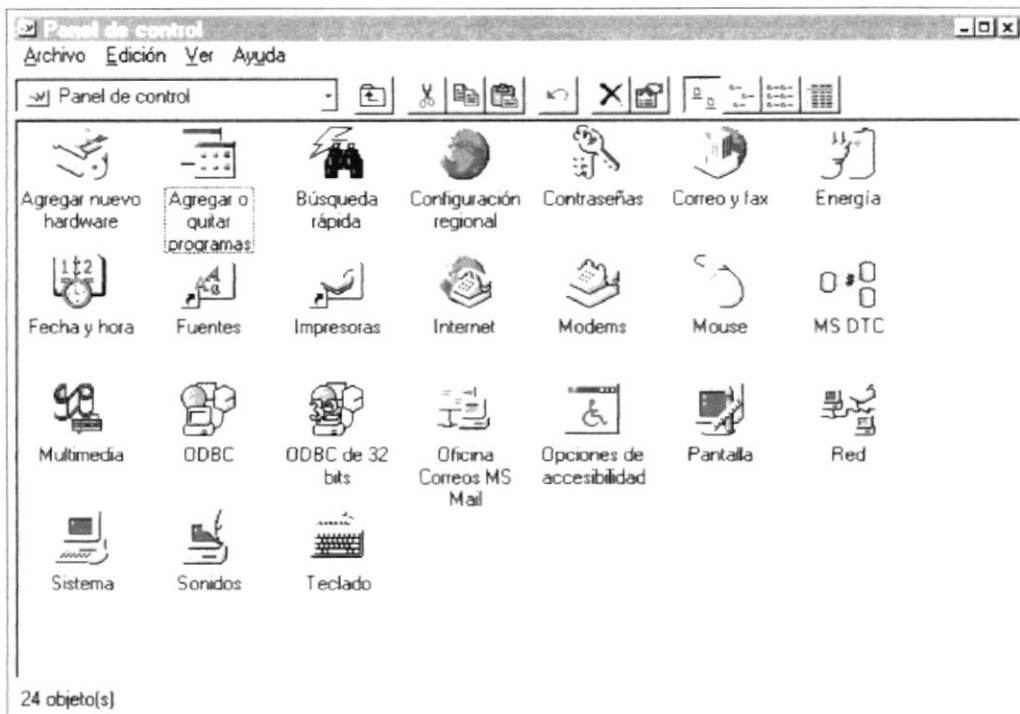 Panel de control
Archivo Edición Ver Ayuda
Panel de control
Agregar nuevo hardware
Agregar o quitar programas
Búsqueda rápida
Configuración regional
Contraseñas
Correo y fax
Energía
Fecha y hora
Fuentes
Impresoras
Internet
Modems
Mouse
MS DTC
Multimedia
ODBC
ODBC de 32 bits
Oficina Correos MS Mail
Opciones de accesibilidad
Pantalla
Red
Sistema
Sonidos
Teclado
24 objeto(s)